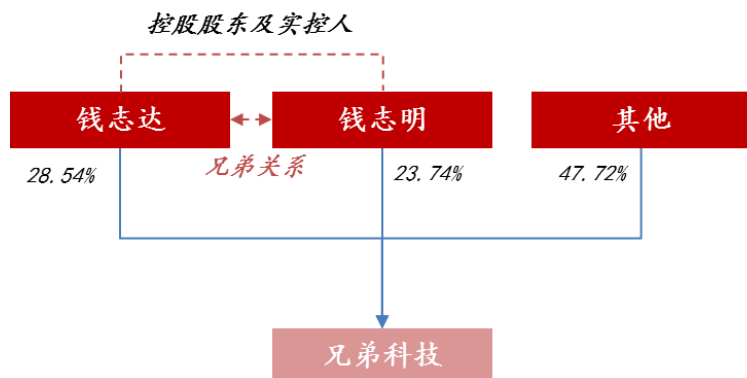 控股股东及实控人
钱志达
钱志明
其他
兄弟关系
28.54%
23.74%
47.72%
兄弟科技